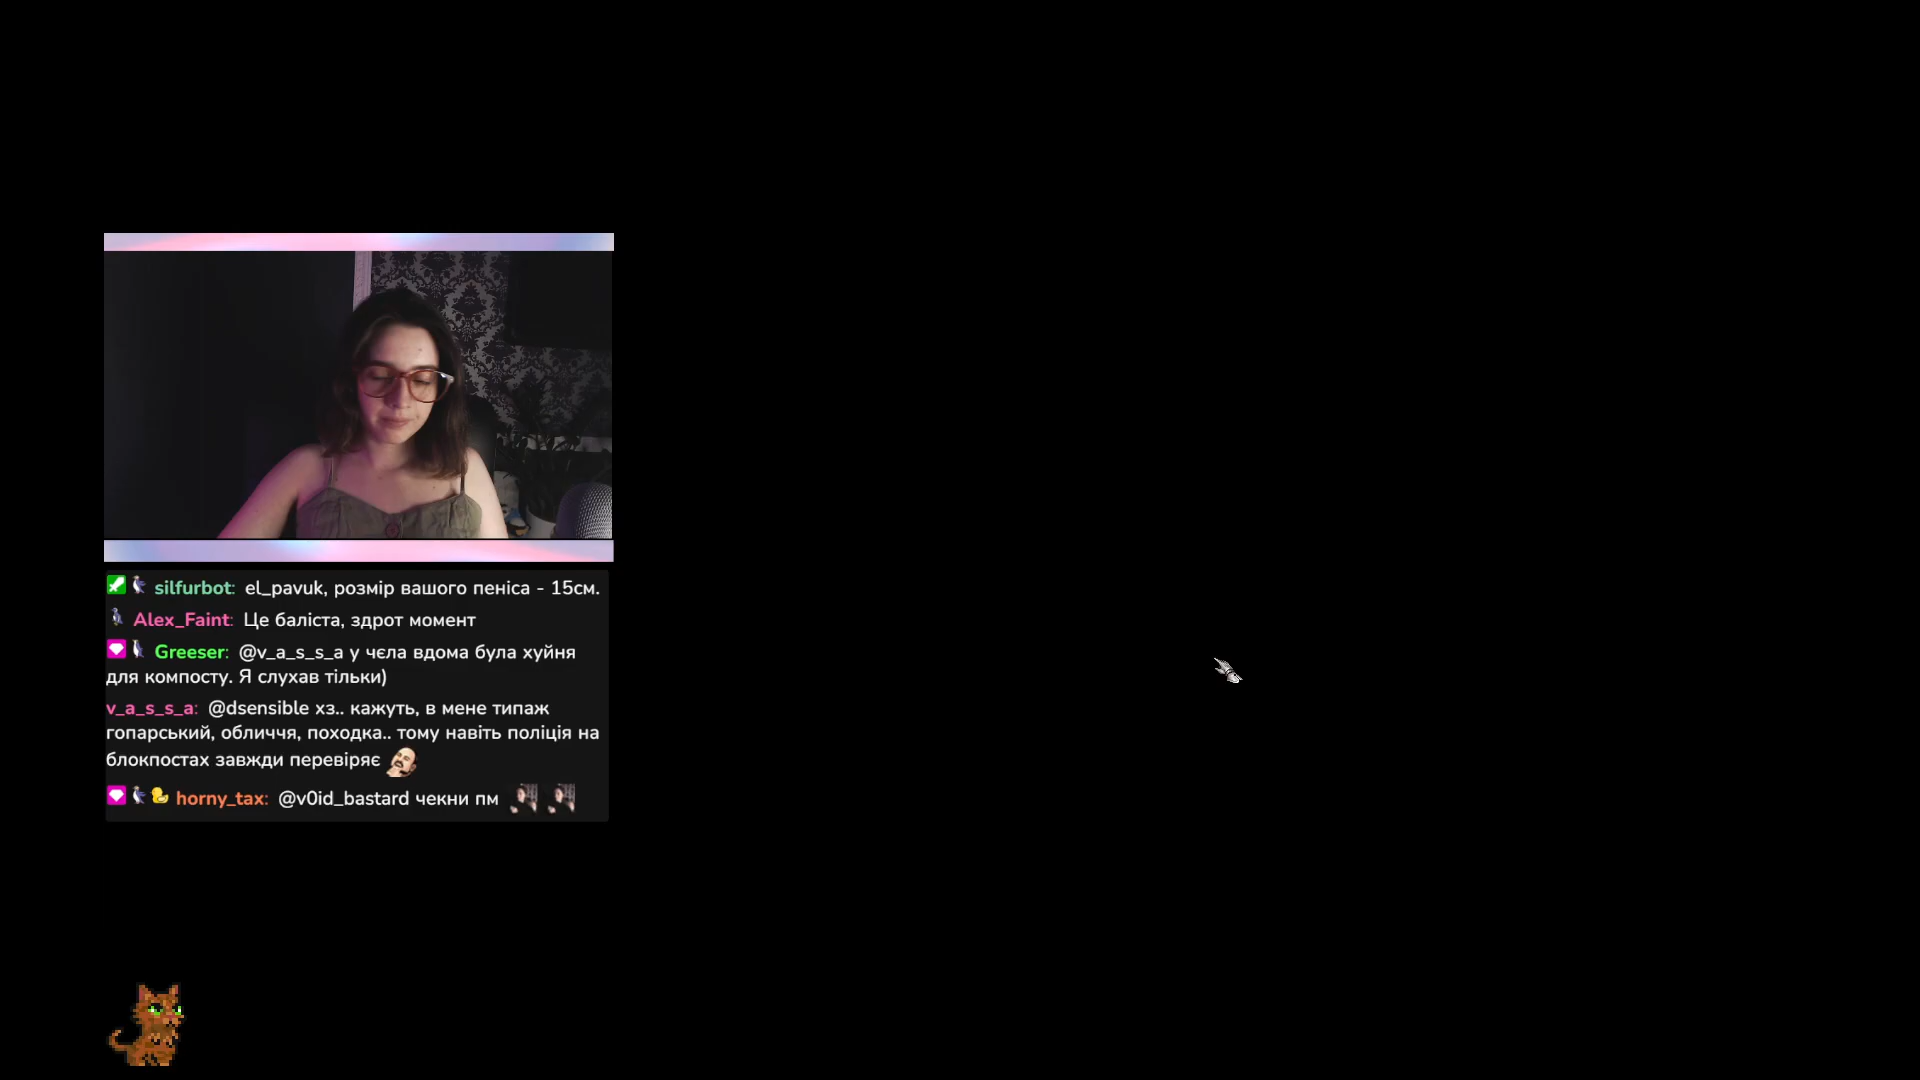 silfurbot: el_pavuk, розмір вашого пеніса - 15см.
Alex_Faint: Це баліста, здрот момент
Greeser: @v_a_s_s_a у чєла вдома була хуйня
для компосту. Я слухав тільки)
v_a_s_s_a: @dsensible хз.. кажуть, в мене типаж
гопарський, обличчя, походка.. тому навіть поліція на
блокпостах завжди перевіряє
horny_tax: @v0id_bastard чекни пм